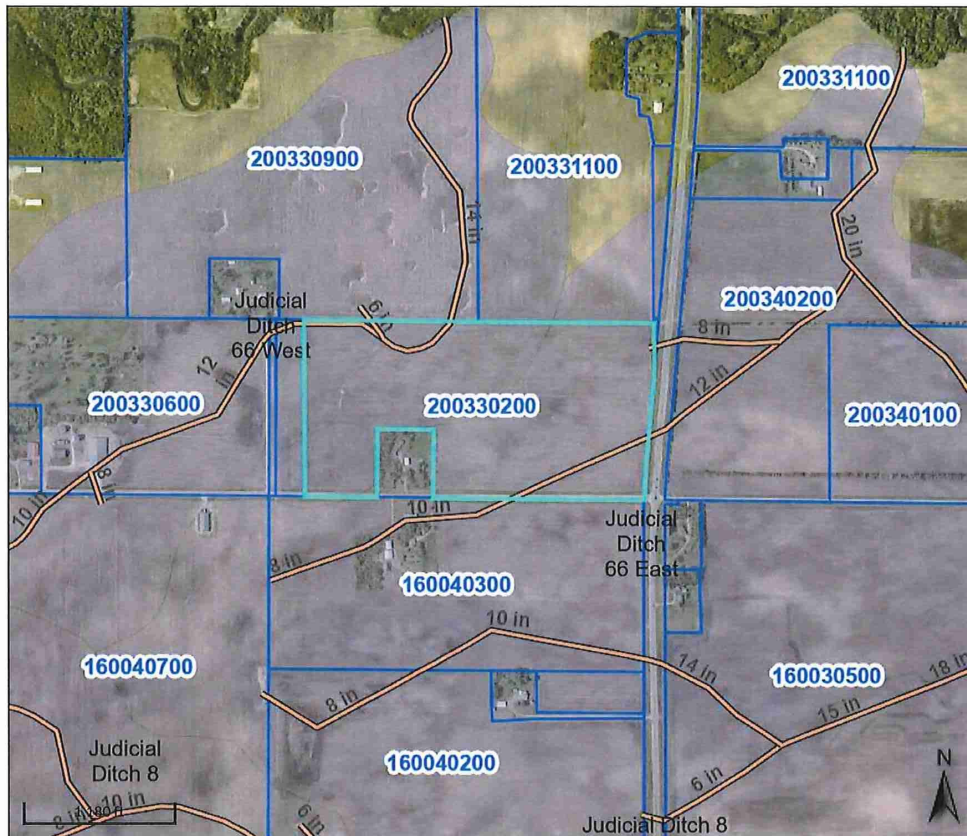 200331100
200330900
200331100
14 in
20 in
6 in
Judicial
Ditch
66 West
200340200
8 in
12 in
12 in
200330600
200330200
200340100
8 in
10 in
10 in
Judicial
Ditch
66 East
8 in
160040300
10 in
160040700
14 in
160030500
18 in
15 in
8 in
Judicial
Ditch 8
160040200
6 in
N
8 in
10 in
6 in
Judicial Ditch 8